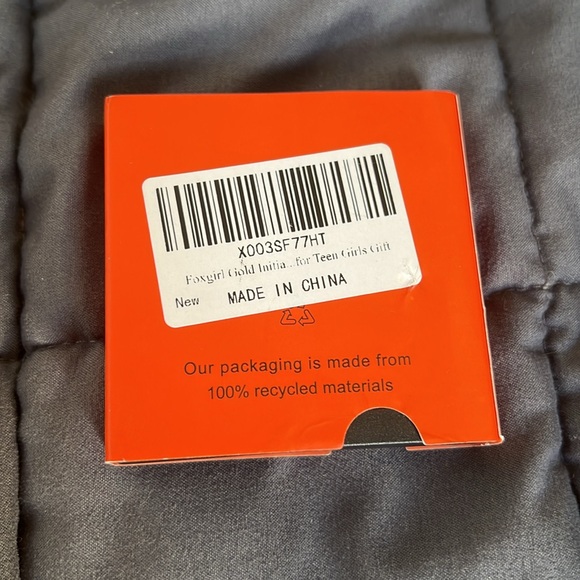 X003SF77HT
Foxgirl Gold Initia...for Teen Girls Gift
New MADE IN CHINA
Our packaging is made from
100% recycled materials